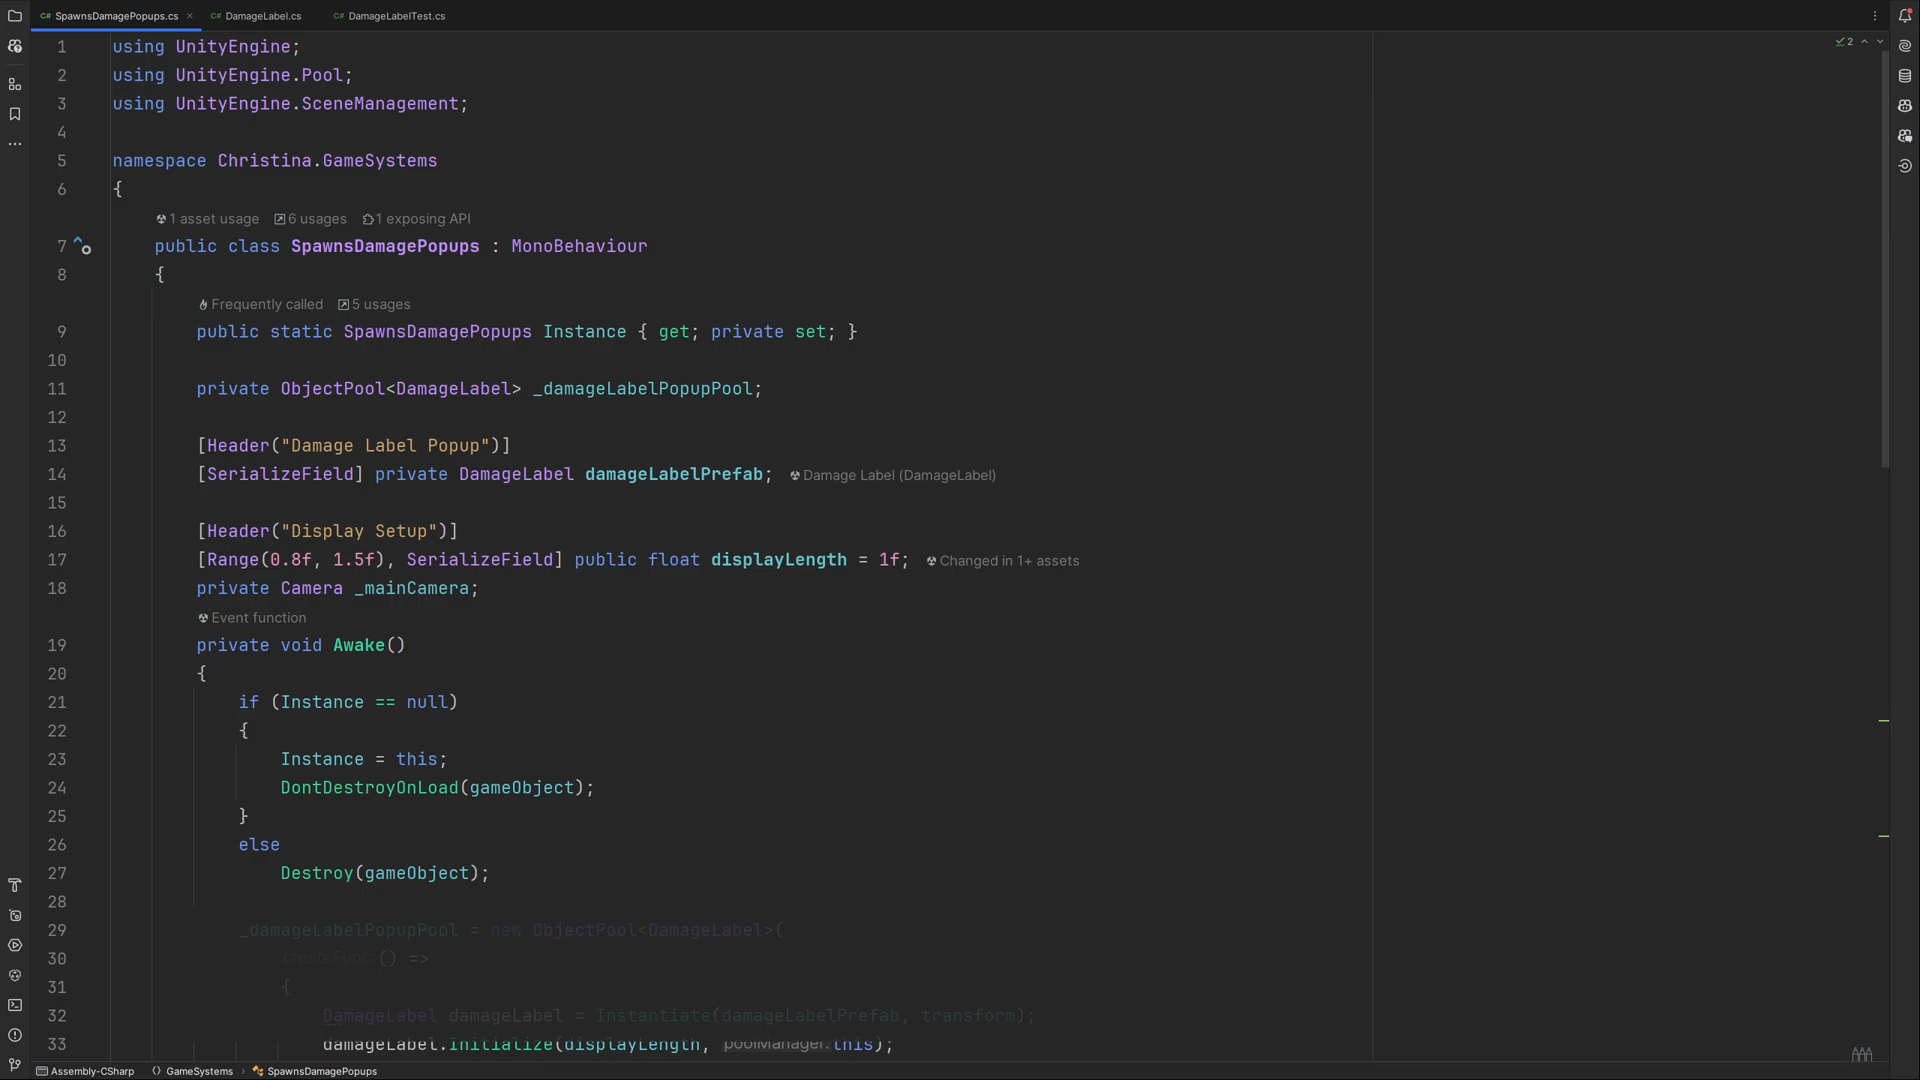 SpawnsDamagePopups.cs
DamageLabel.cs
DamageLabelTest.cs
2
1 using UnityEngine;
2 using UnityEngine.Pool;
3 using UnityEngine.SceneManagement;
4
5 namespace Christina.GameSystems
6 {
1 asset usage 6 usages 1 exposing API
7 public class SpawnsDamagePopups : MonoBehaviour
8 {
Frequently called 5 usages
9 public static SpawnsDamagePopups Instance { get; private set; }
10
11 private ObjectPool<DamageLabel> _damageLabelPopupPool;
12
13 [Header("Damage Label Popup")]
14 [SerializeField] private DamageLabel damageLabelPrefab; Damage Label (DamageLabel)
15
16 [Header("Display Setup")]
17 [Range(0.8f, 1.5f), SerializeField] public float displayLength = 1f; Changed in 1+ assets
18 private Camera _mainCamera;
Event function
19 private void Awake()
20 {
21 if (Instance == null)
22 {
23 Instance = this;
24 DontDestroyOnLoad(gameObject);
25 }
26 else
27 Destroy(gameObject);
28
29 _damageLabelPopupPool = new ObjectPool<DamageLabel>(
30 createFunc: () =>
31 {
32 DamageLabel damageLabel = Instantiate(damageLabelPrefab, transform);
33 damageLabel.Initialize(displayLength, poolManager: this);
Assembly-CSharp GameSystems › SpawnsDamagePopups